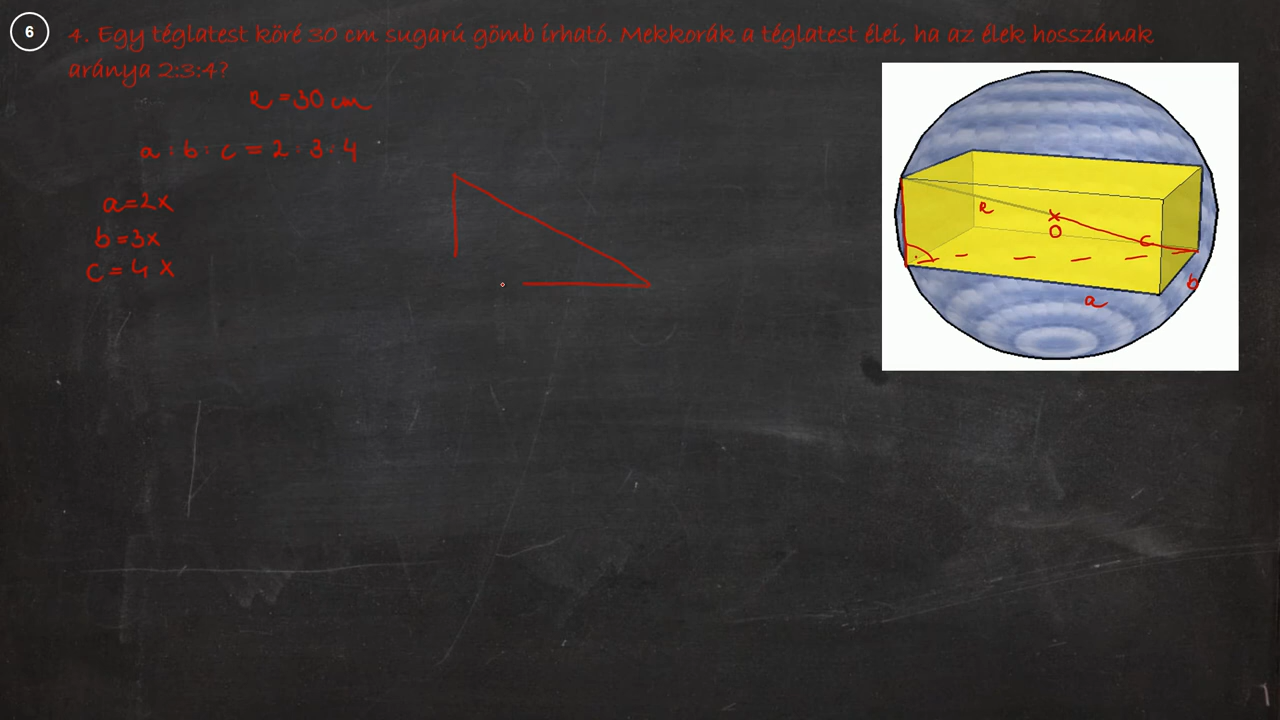 6
4. Egy téglatest köré 30 cm sugarú gömb írható. Mekkorák a téglatest élei, ha az élek hosszának
aránya 2:3:4?
R = 30 cm
a : b : c = 2 : 3 : 4
a = 2x
b = 3x
c = 4x
R
O
c
b
a